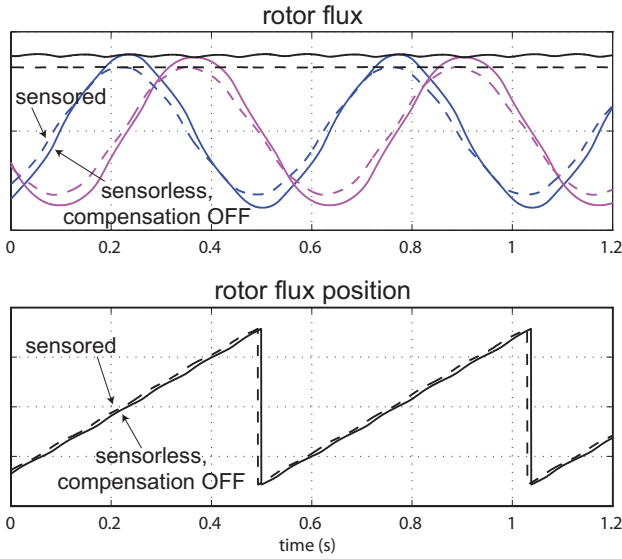 rotor flux
sensored
sensorless,
compensation OFF
0 0.2 0.4 0.6 0.8 1 1.2
rotor flux position
sensored
sensorless,
compensation OFF
0 0.2 0.4 0.6 0.8 1 1.2
time (s)